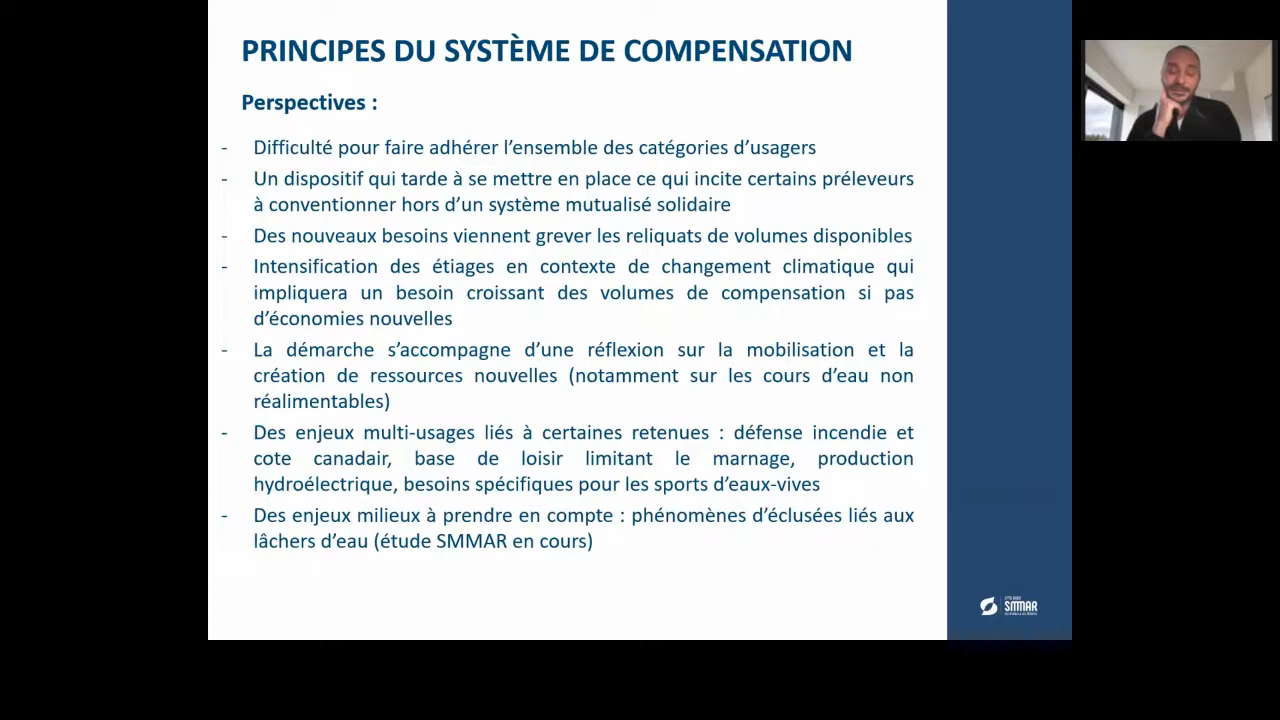 PRINCIPES DU SYSTÈME DE COMPENSATION
Perspectives :
- Difficulté pour faire adhérer l’ensemble des catégories d’usagers
- Un dispositif qui tarde à se mettre en place ce qui incite certains préleveurs
à conventionner hors d’un système mutualisé solidaire
- Des nouveaux besoins viennent grever les reliquats de volumes disponibles
- Intensification des étiages en contexte de changement climatique qui
impliquera un besoin croissant des volumes de compensation si pas
d’économies nouvelles
- La démarche s’accompagne d’une réflexion sur la mobilisation et la
création de ressources nouvelles (notamment sur les cours d’eau non
réalimentables)
- Des enjeux multi-usages liés à certaines retenues : défense incendie et
cote canadair, base de loisir limitant le marnage, production
hydroélectrique, besoins spécifiques pour les sports d’eaux-vives
- Des enjeux milieux à prendre en compte : phénomènes d’éclusées liés aux
lâchers d’eau (étude SMMAR en cours)
SMMAR